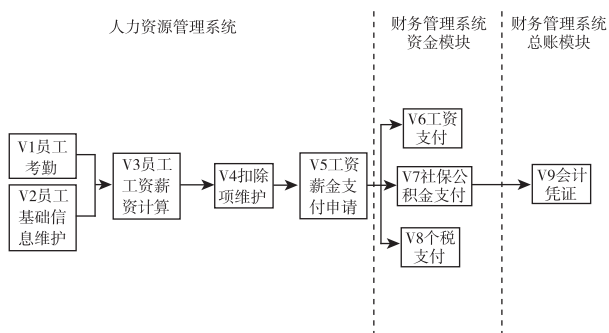 人力资源管理系统
财务管理系统
资金模块
财务管理系统
总账模块
V1员工
考勤
V2员工
基础信
息维护
V3员工
工资薪
资计算
V4扣除
项维护
V5工资
薪金支
付申请
V6工资
支付
V7社保公
积金支付
V8个税
支付
V9会计
凭证